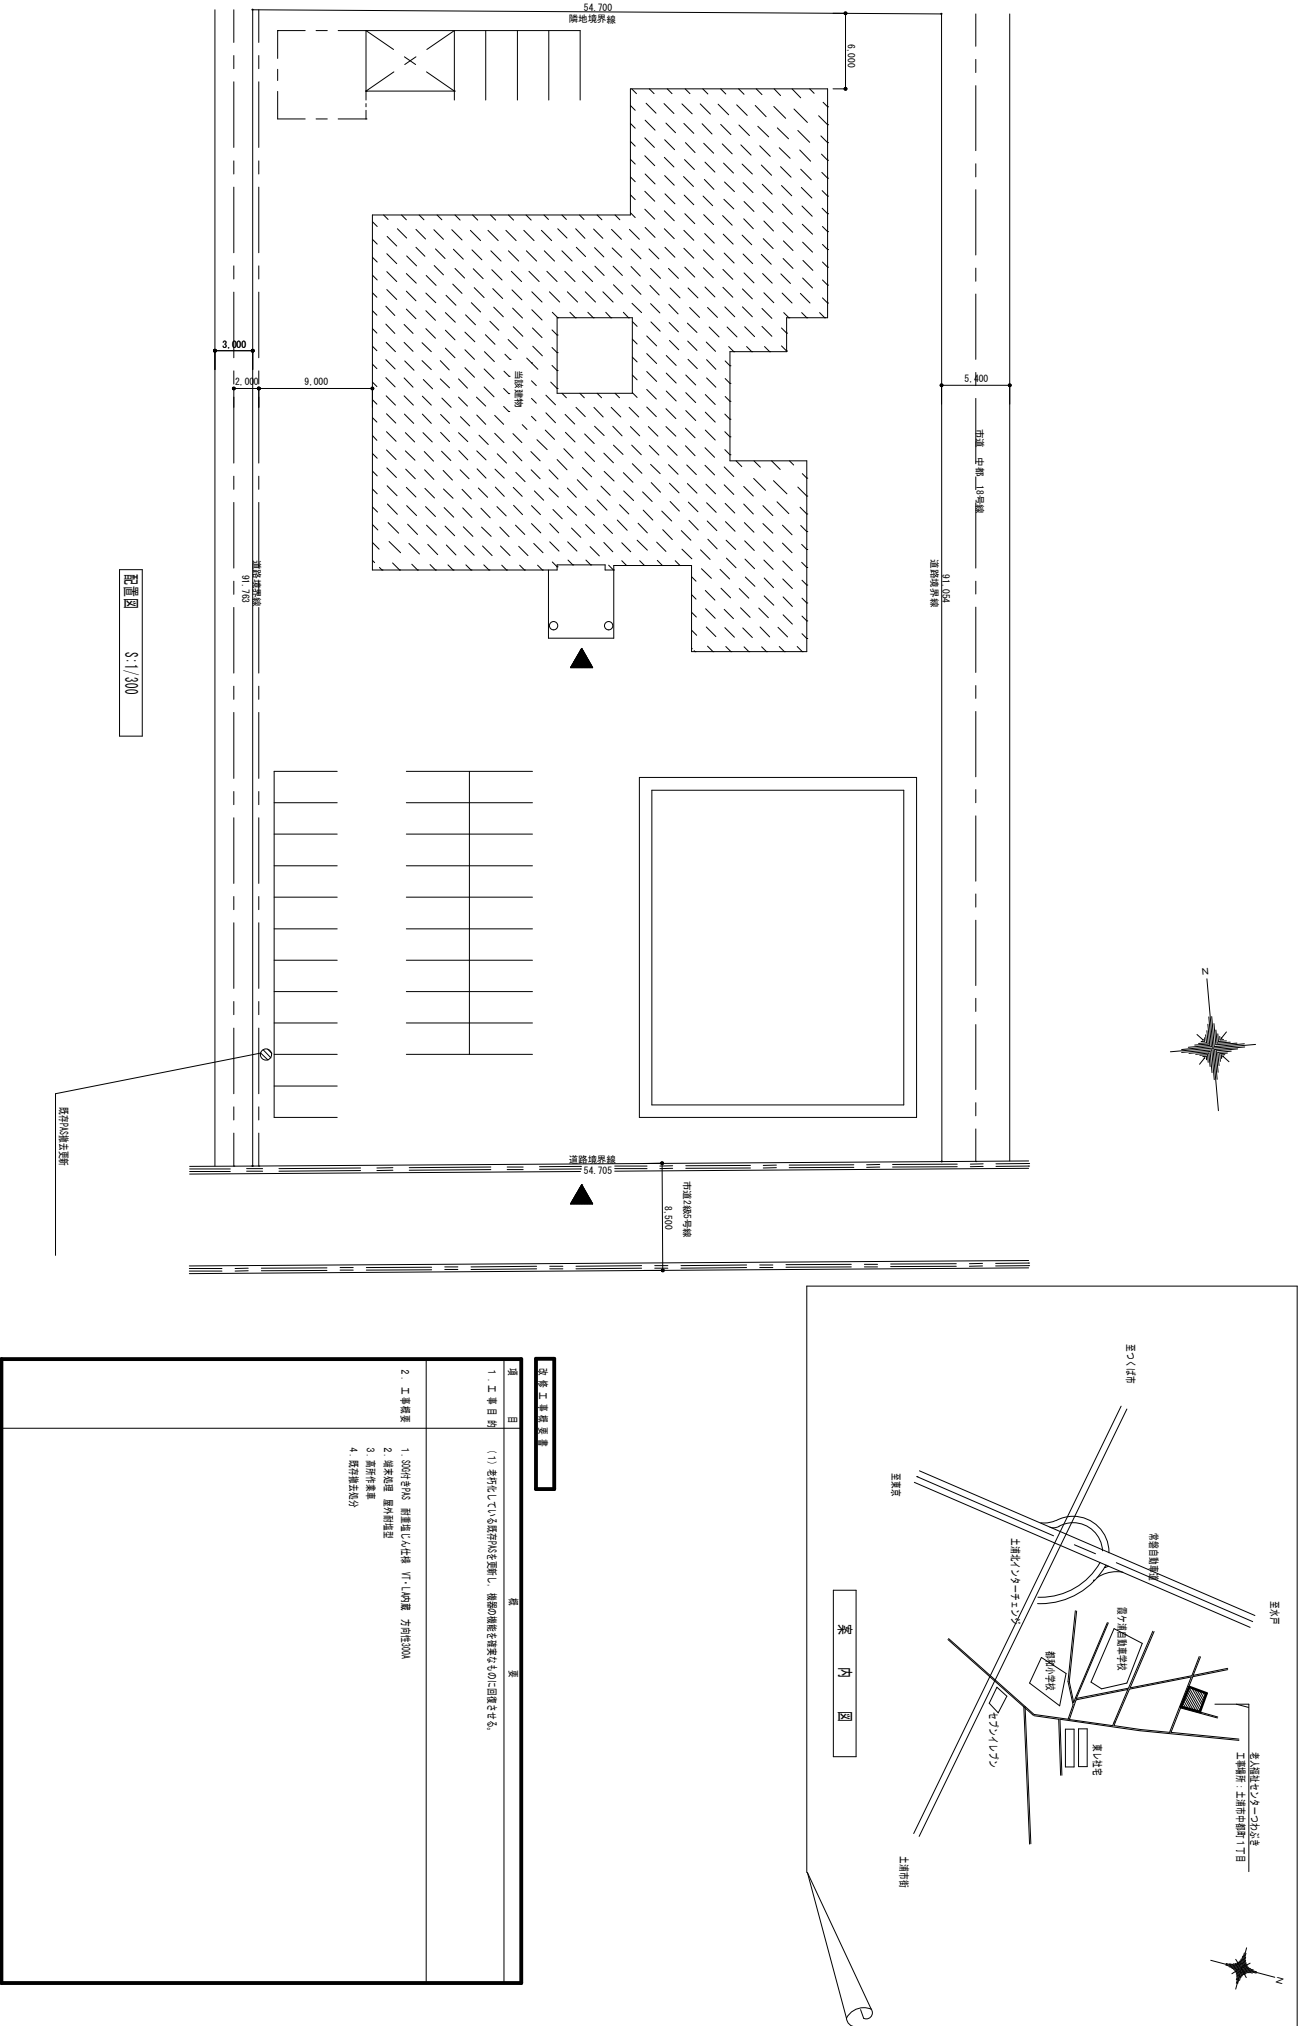 54.700
隣地境界線
6,000
3,000
2,000
9,000
当該建物
5,400
市道　中都　18号線
91.054
道路境界線
道路境界線
91.763
配置図　S:1/300
N
既存PAS撤去更新
道路境界線
54.705
市道2級5号線
8.500
至つくば市
至東京
常磐自動車道
至水戸
土浦北インターチェンジ
霞ケ浦自動車学校
都和小学校
セブンイレブン
東レ社宅
老人福祉センターつわぶき
工事場所：土浦市中都町1丁目
土浦市街
N
案　内　図
改修工事概要書
項　目　概　要
1．工事目的　（1）老朽化している既存PASを更新し、機器の機能を確実なものに回復させる。
2．工事概要　1．SOG付きPAS　耐重塩じん仕様　VT・LA内蔵　方向性300A
2．端末処理　屋外耐塩型
3．高所作業車
4．既存撤去処分